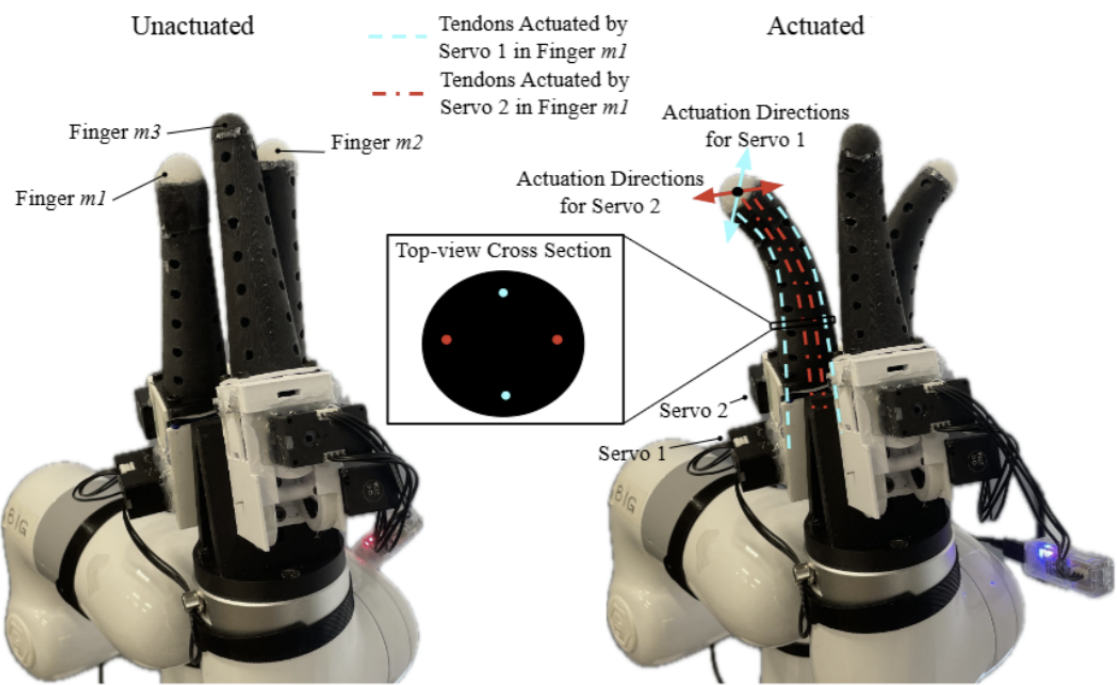 Unactuated
Tendons Actuated by
Servo 1 in Finger m1
Tendons Actuated by
Servo 2 in Finger m1
Actuated
Finger m3
Finger m2
Finger m1
Actuation Directions
for Servo 1
Actuation Directions
for Servo 2
Top-view Cross Section
Servo 2
Servo 1
BIG